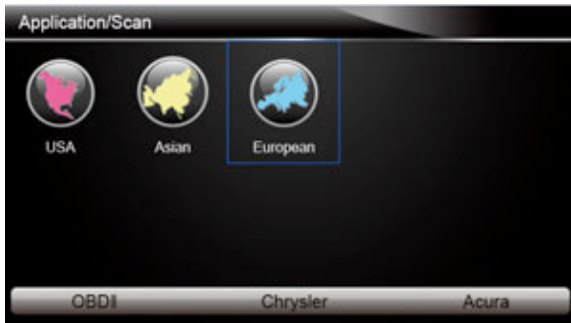 Application/Scan
USA Asian European
OBDII Chrysler Acura